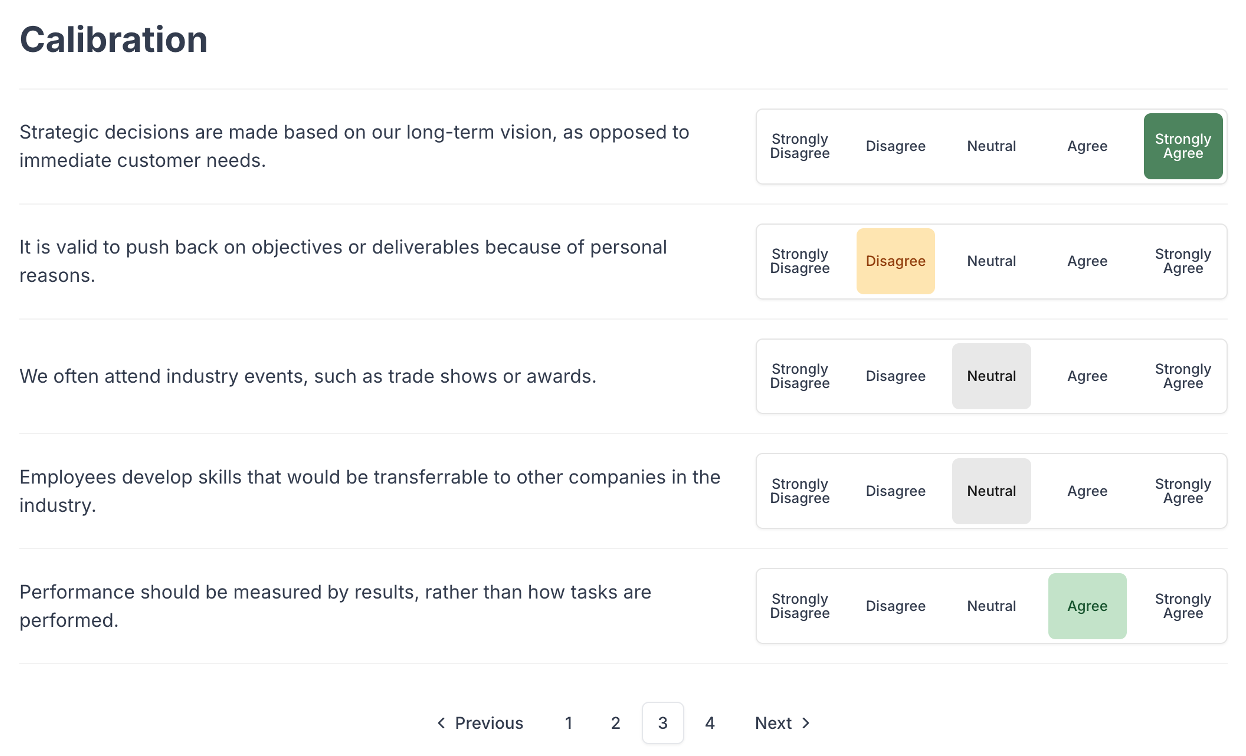 Calibration
Strategic decisions are made based on our long-term vision, as opposed to
immediate customer needs.
Strongly
Disagree
Disagree
Neutral
Agree
Strongly
Agree
It is valid to push back on objectives or deliverables because of personal
reasons.
Strongly
Disagree
Disagree
Neutral
Agree
Strongly
Agree
We often attend industry events, such as trade shows or awards.
Strongly
Disagree
Disagree
Neutral
Agree
Strongly
Agree
Employees develop skills that would be transferrable to other companies in the
industry.
Strongly
Disagree
Disagree
Neutral
Agree
Strongly
Agree
Performance should be measured by results, rather than how tasks are
performed.
Strongly
Disagree
Disagree
Neutral
Agree
Strongly
Agree
Previous 1 2 3 4 Next